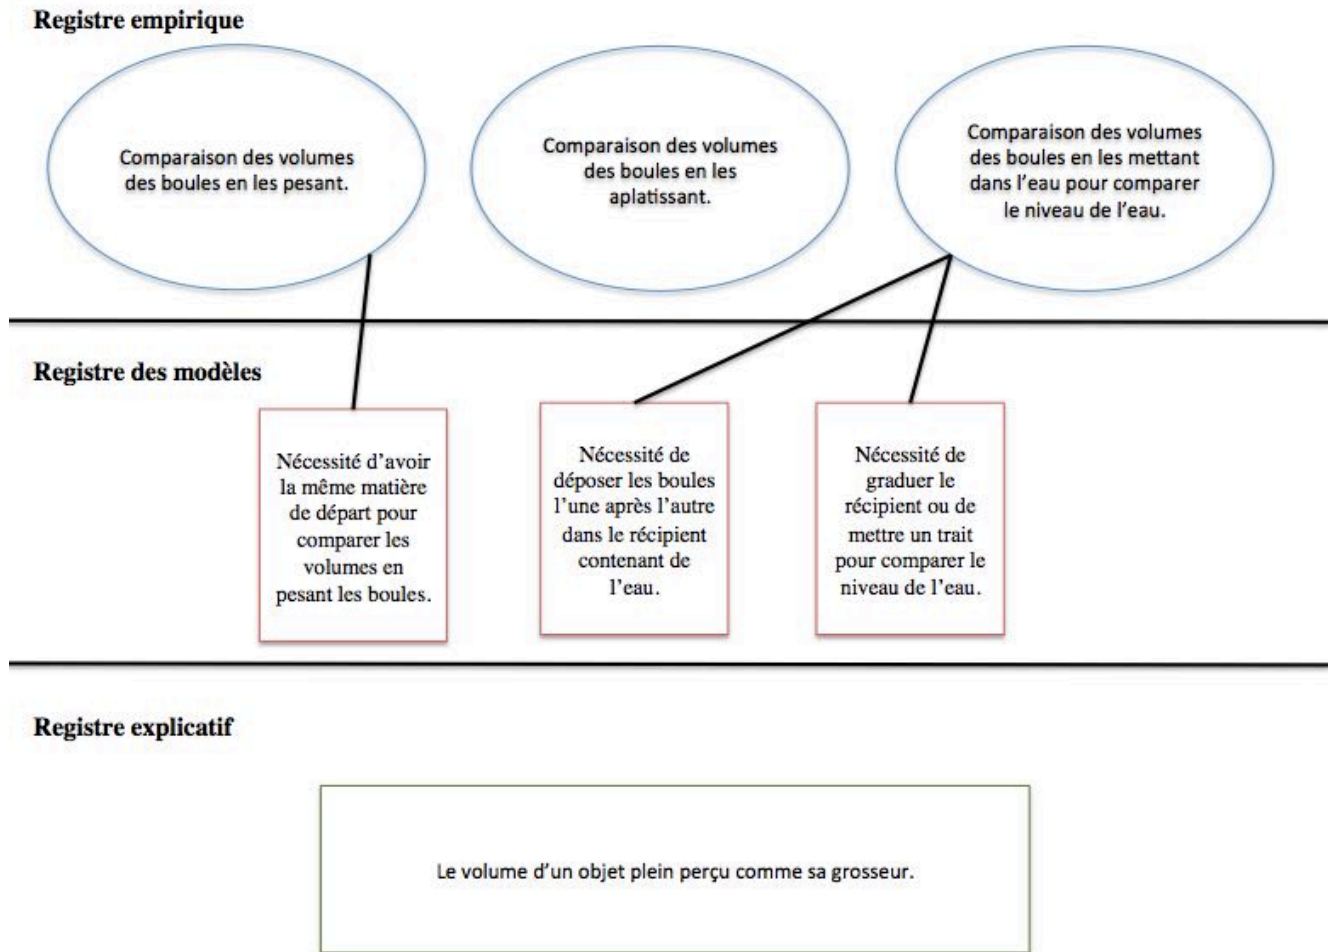 Registre empirique
Comparaison des volumes
des boules en les pesant.
Comparaison des volumes
des boules en les
aplatissant.
Comparaison des volumes
des boules en les mettant
dans l'eau pour comparer
le niveau de l'eau.
Registre des modèles
Nécessité d'avoir
la même matière
de départ pour
comparer les
volumes en
pesant les boules.
Nécessité de
déposer les boules
l'une après l'autre
dans le récipient
contenant de
l'eau.
Nécessité de
graduer le
récipient ou de
mettre un trait
pour comparer le
niveau de l'eau.
Registre explicatif
Le volume d'un objet plein perçu comme sa grosseur.